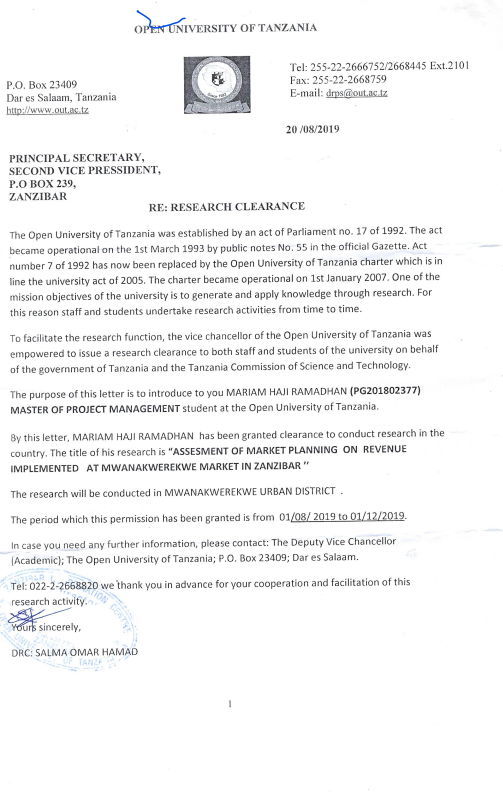 OPEN UNIVERSITY OF TANZANIA
P.O. Box 23409
Dar es Salaam, Tanzania
http://www.out.ac.tz
Tel: 255-22-2666752/2668445 Ext.2101
Fax: 255-22-2668759
E-mail: drps@out.ac.tz
20 /08/2019
PRINCIPAL SECRETARY,
SECOND VICE PRESSIDENT,
P.O BOX 239,
ZANZIBAR
RE: RESEARCH CLEARANCE
The Open University of Tanzania was established by an act of Parliament no. 17 of 1992. The act
became operational on the 1st March 1993 by public notes No. 55 in the official Gazette. Act
number 7 of 1992 has now been replaced by the Open University of Tanzania charter which is in
line the university act of 2005. The charter became operational on 1st January 2007. One of the
mission objectives of the university is to generate and apply knowledge through research. For
this reason staff and students undertake research activities from time to time.
To facilitate the research function, the vice chancellor of the Open University of Tanzania was
empowered to issue a research clearance to both staff and students of the university on behalf
of the government of Tanzania and the Tanzania Commission of Science and Technology.
The purpose of this letter is to introduce to you MARIAM HAJI RAMADHAN (PG201802377)
MASTER OF PROJECT MANAGEMENT student at the Open University of Tanzania.
By this letter, MARIAM HAJI RAMADHAN has been granted clearance to conduct research in the
country. The title of his research is "ASSESMENT OF MARKET PLANNING ON REVENUE
IMPLEMENTED AT MWANAKWEREKWE MARKET IN ZANZIBAR "
The research will be conducted in MWANAKWEREKWE URBAN DISTRICT .
The period which this permission has been granted is from 01/08/ 2019 to 01/12/2019.
In case you need any further information, please contact: The Deputy Vice Chancellor
(Academic); The Open University of Tanzania; P.O. Box 23409; Dar es Salaam.
Tel: 022-2-2668820 we thank you in advance for your cooperation and facilitation of this
research activity.
Yours sincerely,
DRC: SALMA OMAR HAMAD
OF TANZA
1